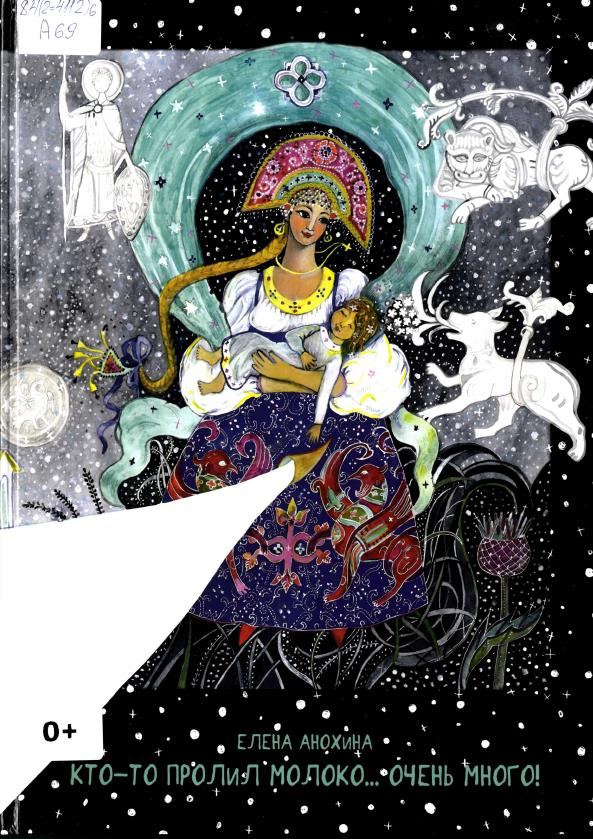 84(2=411.2)6
А69
0+
ЕЛЕНА АНОХИНА
КТО-ТО ПРОЛИЛ МОЛОКО... ОЧЕНЬ МНОГО!